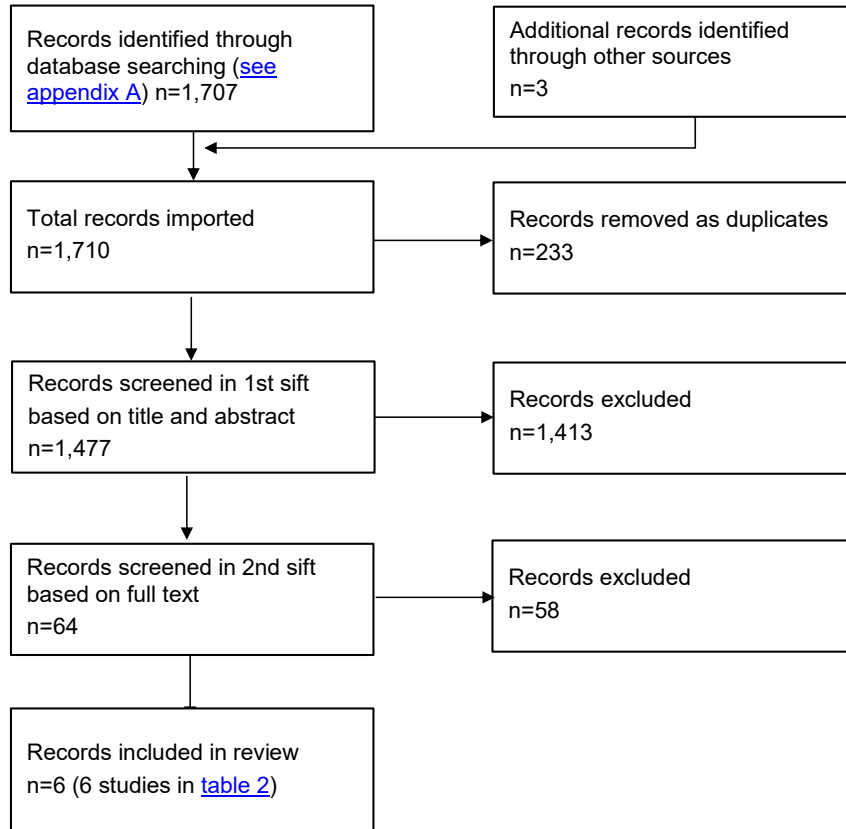 Records identified through
database searching (see
appendix A) n=1,707
Additional records identified
through other sources
n=3
Total records imported
n=1,710
Records removed as duplicates
n=233
Records screened in 1st sift
based on title and abstract
n=1,477
Records excluded
n=1,413
Records screened in 2nd sift
based on full text
n=64
Records excluded
n=58
Records included in review
n=6 (6 studies in table 2)